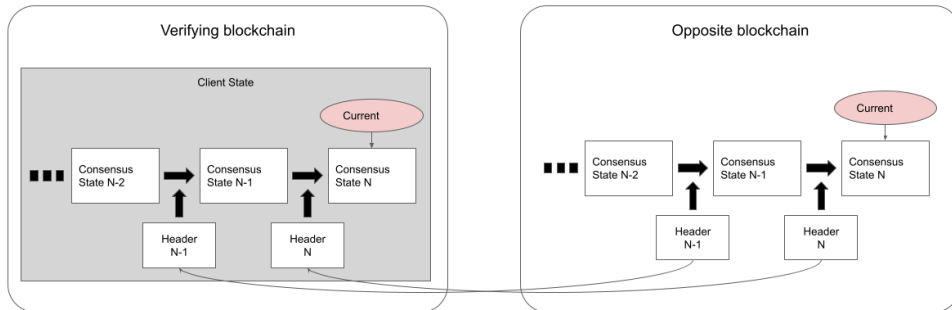 Verifying blockchain
Client State
Current
Consensus
State N-2
Consensus
State N-1
Consensus
State N
Header
N-1
Header
N
Opposite blockchain
Current
Consensus
State N-2
Consensus
State N-1
Consensus
State N
Header
N-1
Header
N